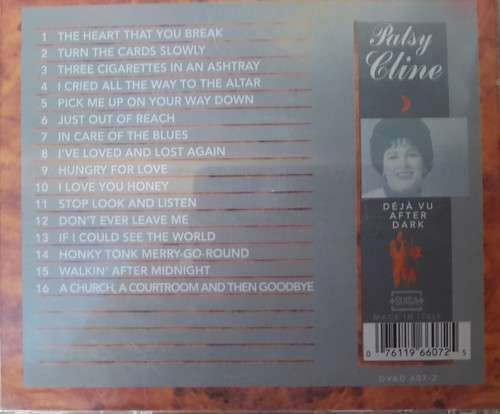 1 THE HEART THAT YOU BREAK
2 TURN THE CARDS SLOWLY
3 THREE CIGARETTES IN AN ASHTRAY
4 I CRIED ALL THE WAY TO THE ALTAR
5 PICK ME UP ON YOUR WAY DOWN
6 JUST OUT OF REACH
7 IN CARE OF THE BLUES
8 I'VE LOVED AND LOST AGAIN
9 HUNGRY FOR LOVE
10 I LOVE YOU HONEY
11 STOP LOOK AND LISTEN
12 DON'T EVER LEAVE ME
13 IF I COULD SEE THE WORLD
14 HONKY TONK MERRY-GO-ROUND
15 WALKIN' AFTER MIDNIGHT
16 A CHURCH, A COURTROOM AND THEN GOODBYE
Patsy
Cline
DÉJÀ VU
AFTER
DARK
MADE IN ITALY
0 76119 66072 5